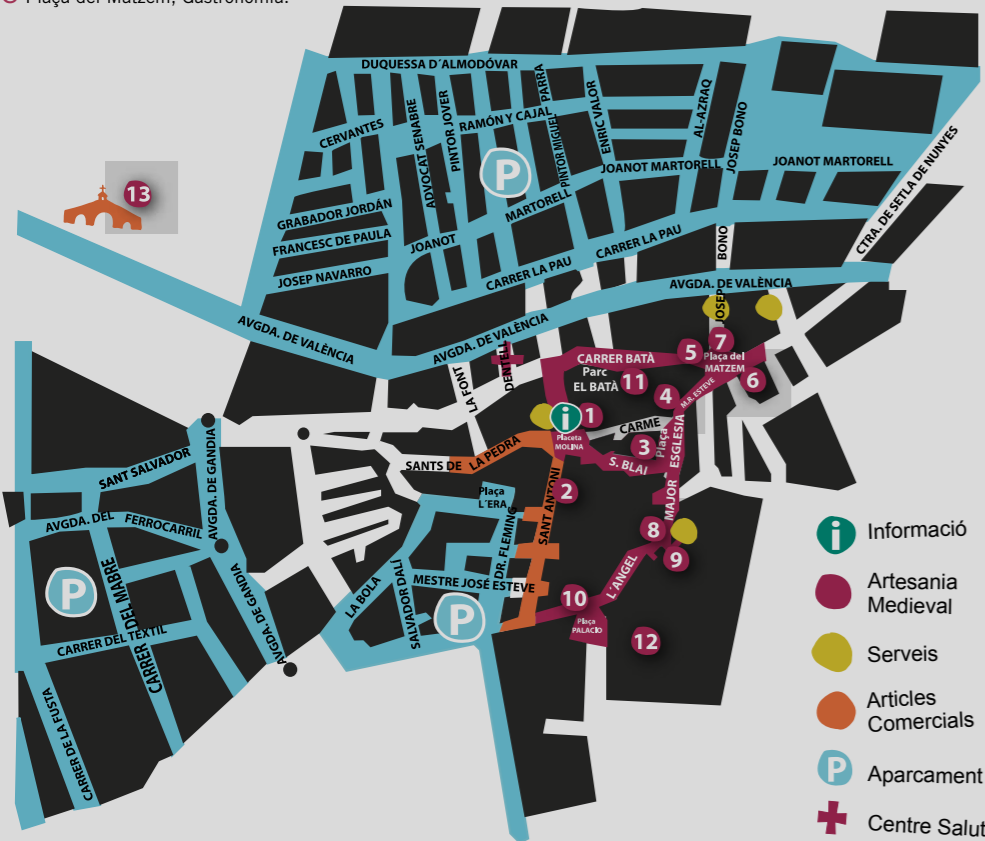 Plaça del Matzem, Gastronomia.
DUQUESSA D´ALMODÓVAR
CERVANTES
ADVOCAT SENABRE
PINTOR JOVER
RAMÓN Y CAJAL
PARRA
PINTOR MIGUEL
ENRIC VALOR
AL-AZRAQ
JOSEP BONO
JOANOT MARTORELL
JOANOT MARTORELL
CTRA. DE SETLA DE NUNYES
P
13
GRABADOR JORDÁN
FRANCESC DE PAULA
JOSEP NAVARRO
JOANOT
MARTORELL
CARRER LA PAU
CARRER LA PAU
JOSEP
BONO
AVGDA. DE VALÈNCIA
AVGDA. DE VALÈNCIA
AVGDA. DE VALÈNCIA
LA FONT
DENTELL
CARRER BATÀ
Parc
EL BATÀ
11
5
7
Plaça del
MATZEM
6
4
M.R. ESTEVE
i
1
Placeta
MOLINA
CARME
3
Plaça
ESGLESIA
S. BLAI
MAJOR
SANTS DE
LA PEDRA
SANT ANTONI
2
Plaça
L´ERA
DR. FLEMING
8
9
L'ANGEL
10
Plaça
PALACIO
12
SANT SALVADOR
AVGDA. DE GANDIA
AVGDA. DEL
FERROCARRIL
AVGDA. DE GANDIA
AVGDA. DE GANDIA
P
CARRER
DEL MABRE
CARRER DEL TEXTIL
CARRER DE LA FUSTA
LA BOLA
SALVADOR DALÍ
MESTRE JOSÉ ESTEVE
P
i
Informació
Artesania
Medieval
Serveis
Articles
Comercials
P
Aparcament
Centre Salut